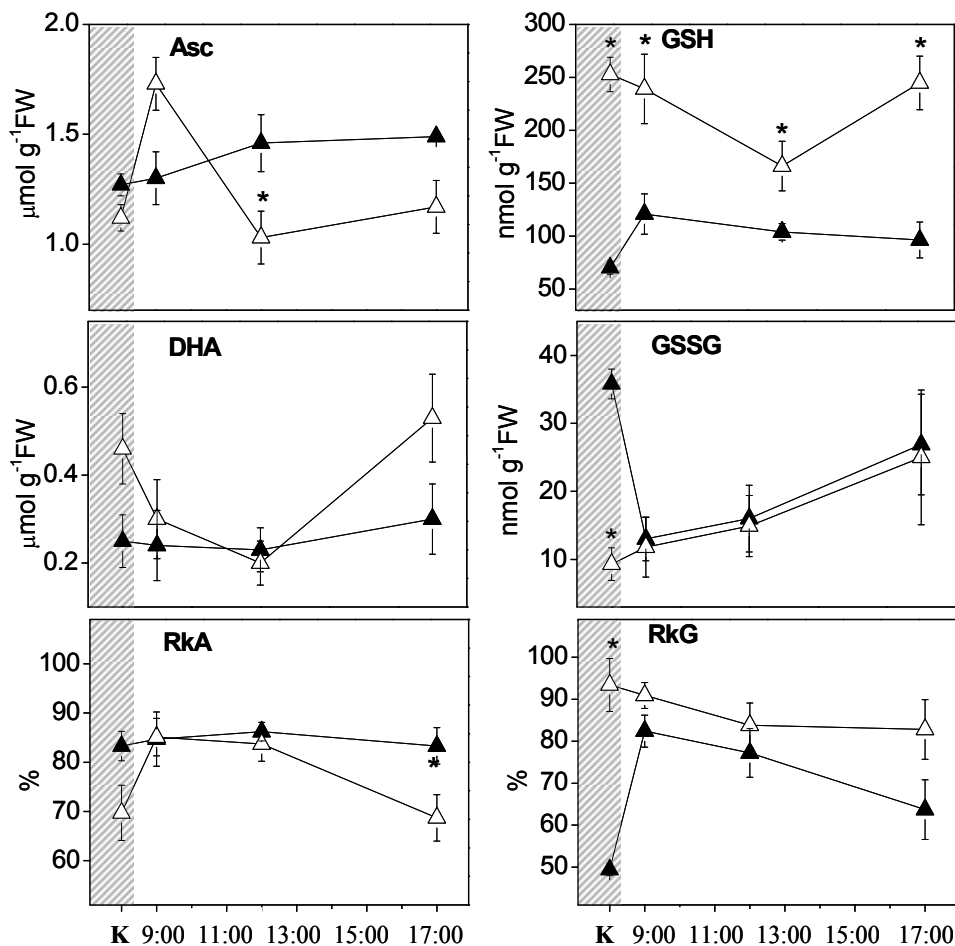 Asc
2.0
1.5
1.0
µmol g⁻¹FW
*
GSH
300
250
200
150
100
50
nmol g⁻¹FW
* * * *
DHA
0.6
0.4
0.2
µmol g⁻¹FW
GSSG
40
30
20
10
nmol g⁻¹FW
*
RkA
100
90
80
70
60
%
*
K 9:00 11:00 13:00 15:00 17:00
RkG
100
90
80
70
60
50
%
*
K 9:00 11:00 13:00 15:00 17:00